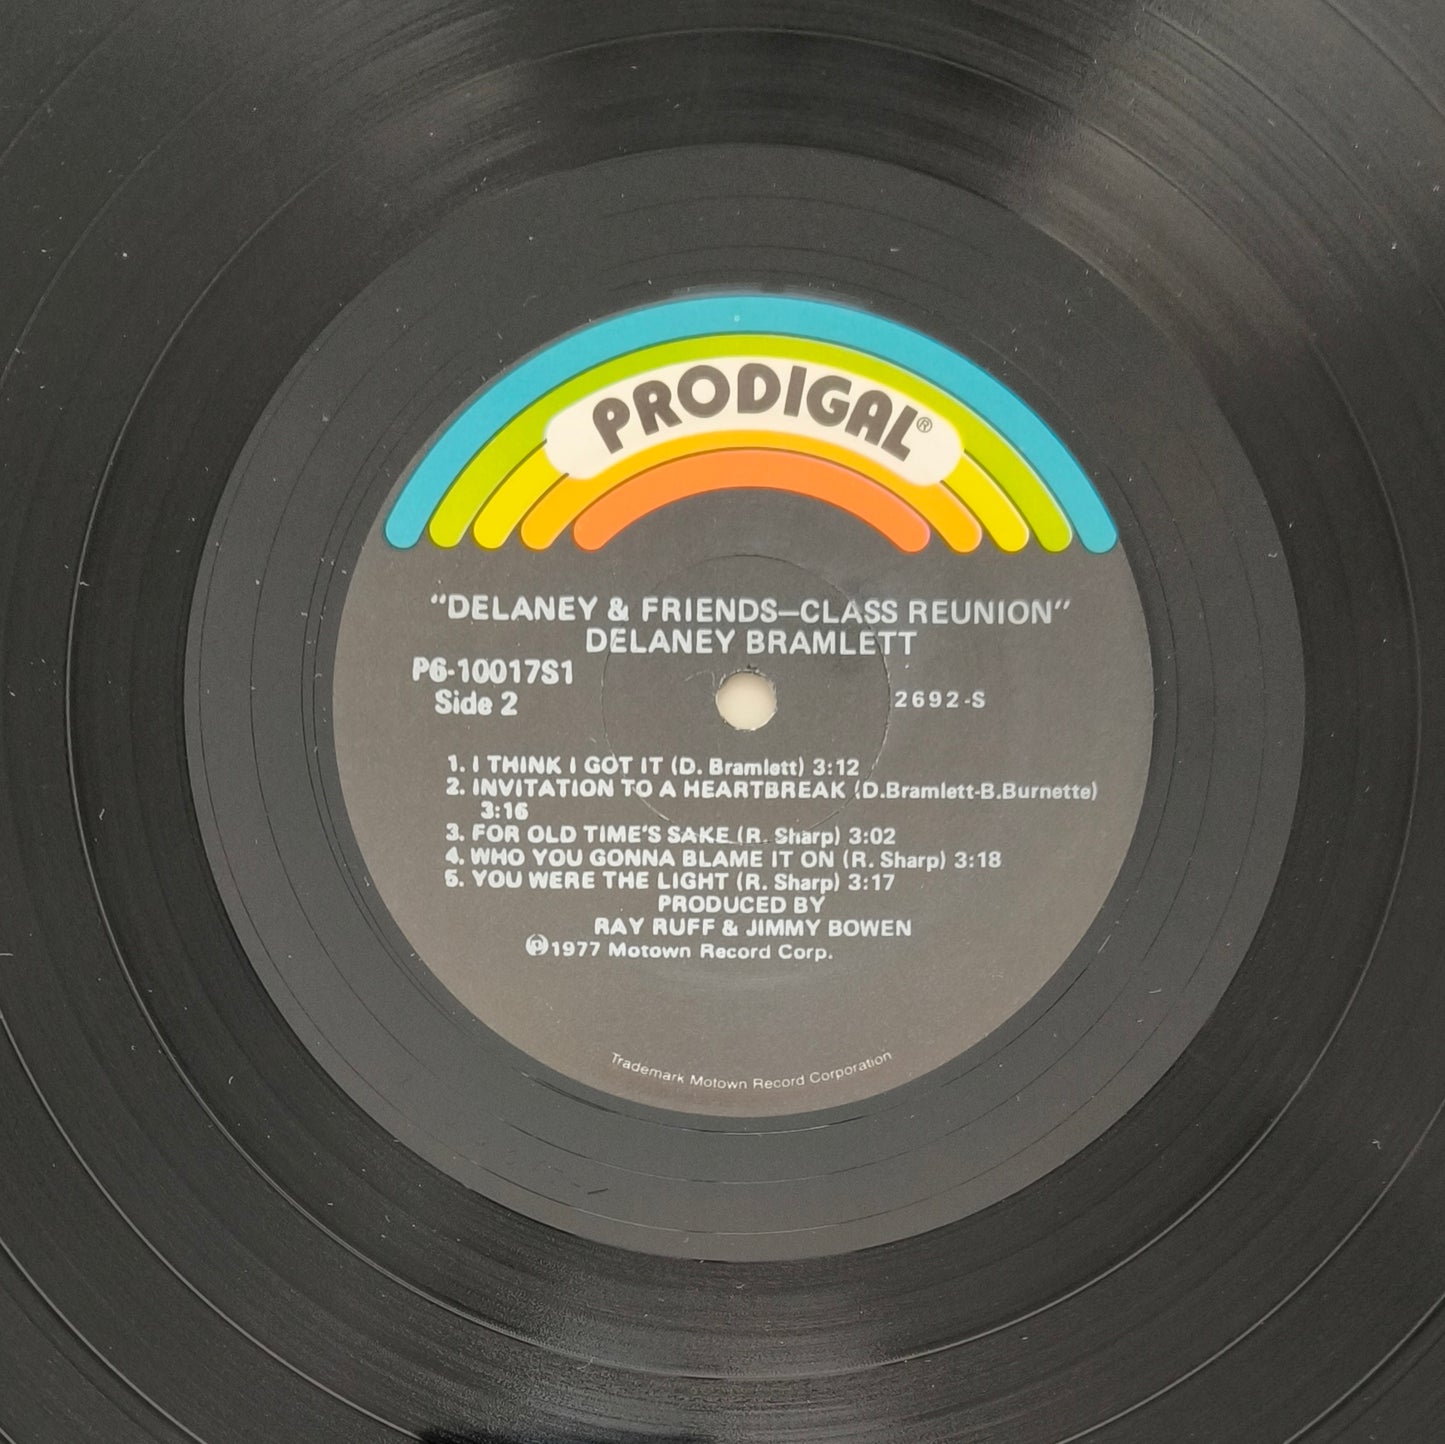 PRODIGAL®
"DELANEY & FRIENDS—CLASS REUNION"
DELANEY BRAMLETT
P6-10017S1
Side 2
2692-S
1. I THINK I GOT IT (D. Bramlett) 3:12
2. INVITATION TO A HEARTBREAK (D.Bramlett-B.Burnette)
3:16
3. FOR OLD TIME'S SAKE (R. Sharp) 3:02
4. WHO YOU GONNA BLAME IT ON (R. Sharp) 3:18
5. YOU WERE THE LIGHT (R. Sharp) 3:17
PRODUCED BY
RAY RUFF & JIMMY BOWEN
℗1977 Motown Record Corp.
Trademark Motown Record Corporation